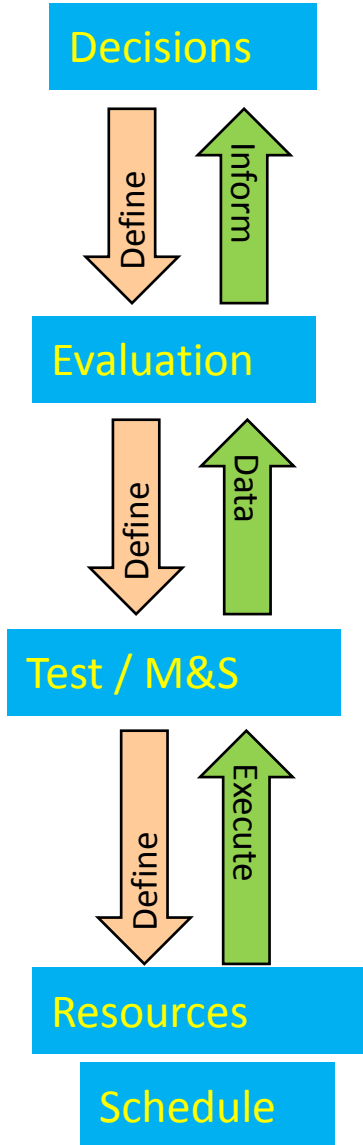 Decisions
Define
Inform
Evaluation
Define
Data
Test / M&S
Define
Execute
Resources
Schedule